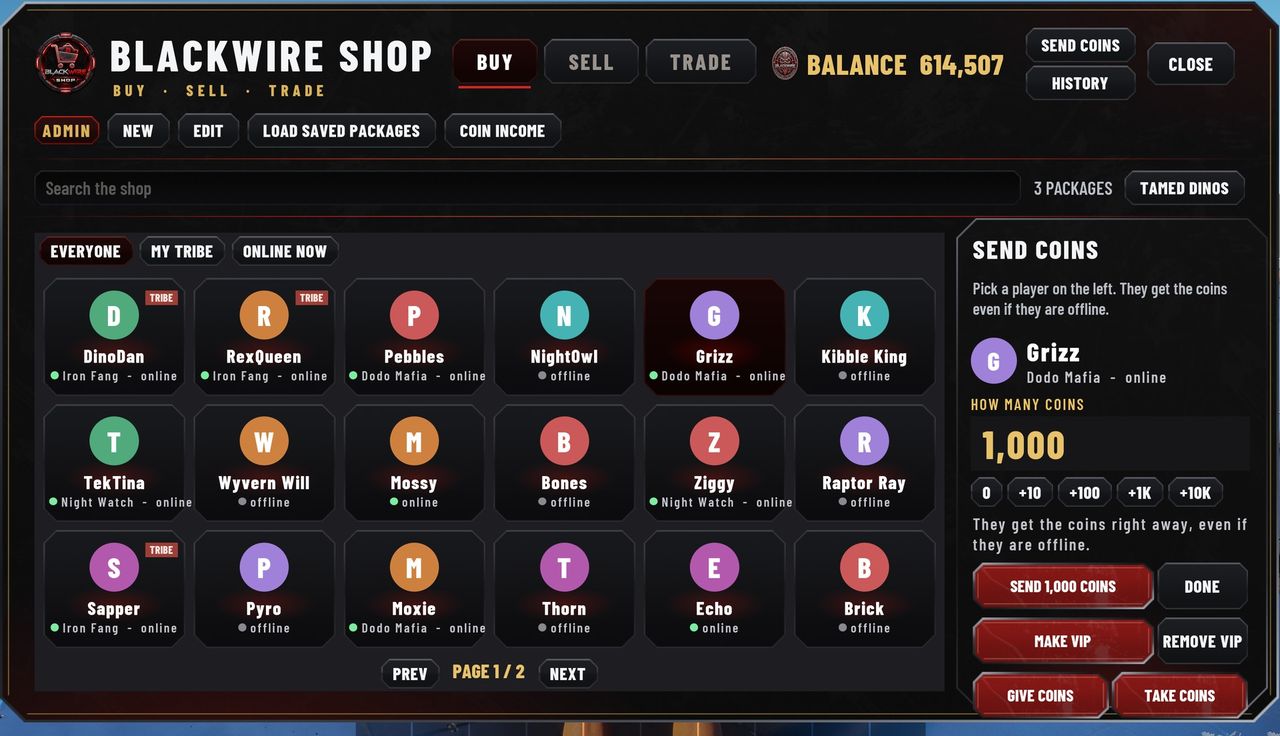 BLACKWIRE SHOP
BLACKWIRE SHOP
BUY · SELL · TRADE
BUY
SELL
TRADE
BALANCE 614,507
SEND COINS
HISTORY
CLOSE
ADMIN
NEW
EDIT
LOAD SAVED PACKAGES
COIN INCOME
Search the shop
3 PACKAGES
TAMED DINOS
EVERYONE
MY TRIBE
ONLINE NOW
D
TRIBE
DinoDan
Iron Fang - online
R
TRIBE
RexQueen
Iron Fang - online
P
Pebbles
Dodo Mafia - online
N
NightOwl
offline
G
Grizz
Dodo Mafia - online
K
Kibble King
offline
T
TekTina
Night Watch - online
W
Wyvern Will
offline
M
Mossy
online
B
Bones
offline
Z
Ziggy
Night Watch - online
R
Raptor Ray
offline
S
TRIBE
Sapper
Iron Fang - online
P
Pyro
offline
M
Moxie
Dodo Mafia - online
T
Thorn
offline
E
Echo
online
B
Brick
offline
PREV
PAGE 1 / 2
NEXT
SEND COINS
Pick a player on the left. They get the coins
even if they are offline.
G
Grizz
Dodo Mafia - online
HOW MANY COINS
1,000
0
+10
+100
+1K
+10K
They get the coins right away, even if
they are offline.
SEND 1,000 COINS
DONE
MAKE VIP
REMOVE VIP
GIVE COINS
TAKE COINS